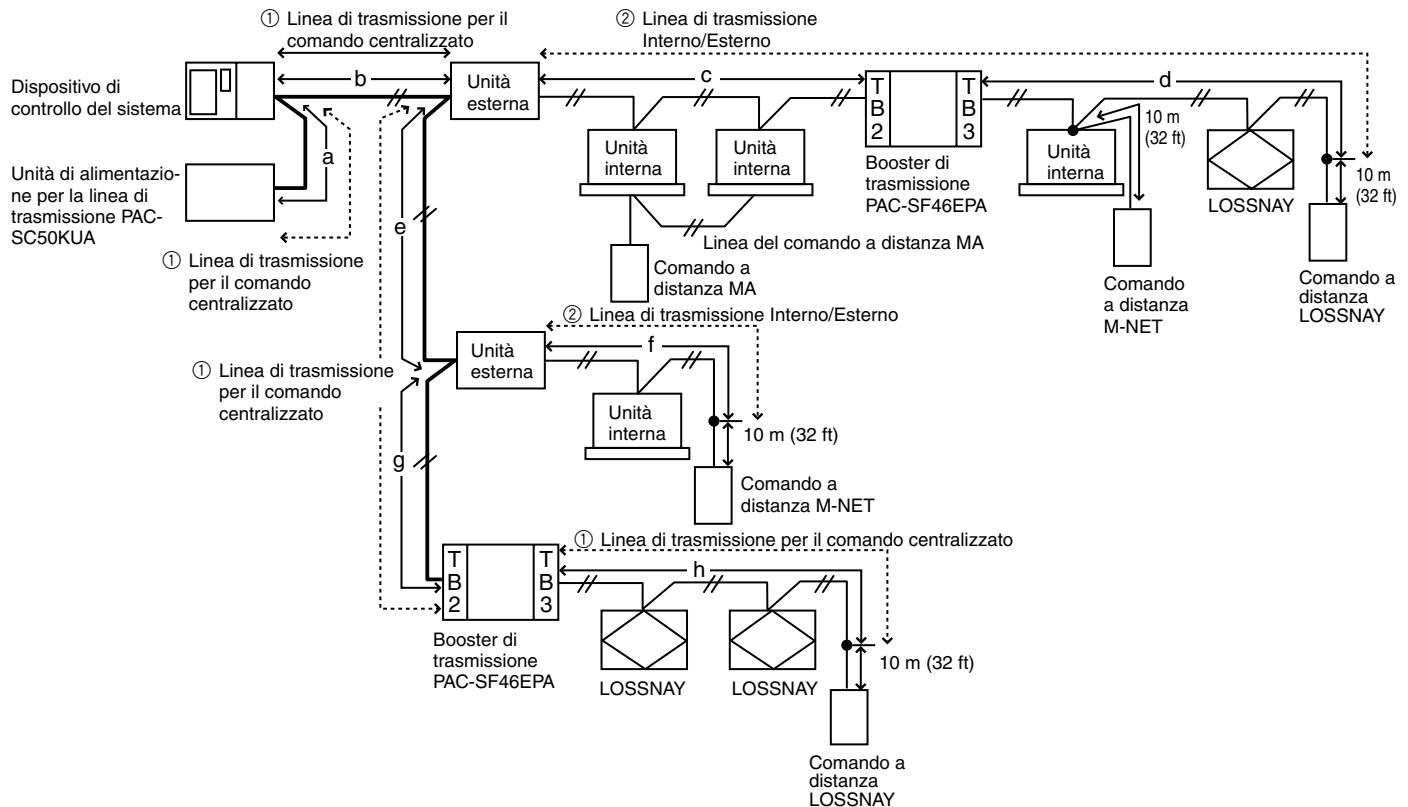 ① Linea di trasmissione per il
comando centralizzato
② Linea di trasmissione
Interno/Esterno
Dispositivo di
controllo del sistema
b
Unità
esterna
c
T
B
2
T
B
3
d
10 m
(32 ft)
Unità
interna
Unità
interna
Unità
interna
LOSSNAY
10 m
(32 ft)
Booster di
trasmissione
PAC-SF46EPA
a
Unità di alimentazio-
ne per la linea di
trasmissione PAC-
SC50KUA
e
Linea del comando a distanza MA
Comando a
distanza MA
Comando
a distanza
M-NET
Comando a
distanza
LOSSNAY
① Linea di trasmissione
per il comando
centralizzato
② Linea di trasmissione Interno/Esterno
① Linea di trasmissione
per il comando
centralizzato
Unità
esterna
f
Unità
interna
10 m (32 ft)
g
Comando a
distanza M-NET
① Linea di trasmissione per il comando centralizzato
T
B
2
T
B
3
h
Booster di
trasmissione
PAC-SF46EPA
LOSSNAY
LOSSNAY
10 m (32 ft)
Comando a
distanza
LOSSNAY